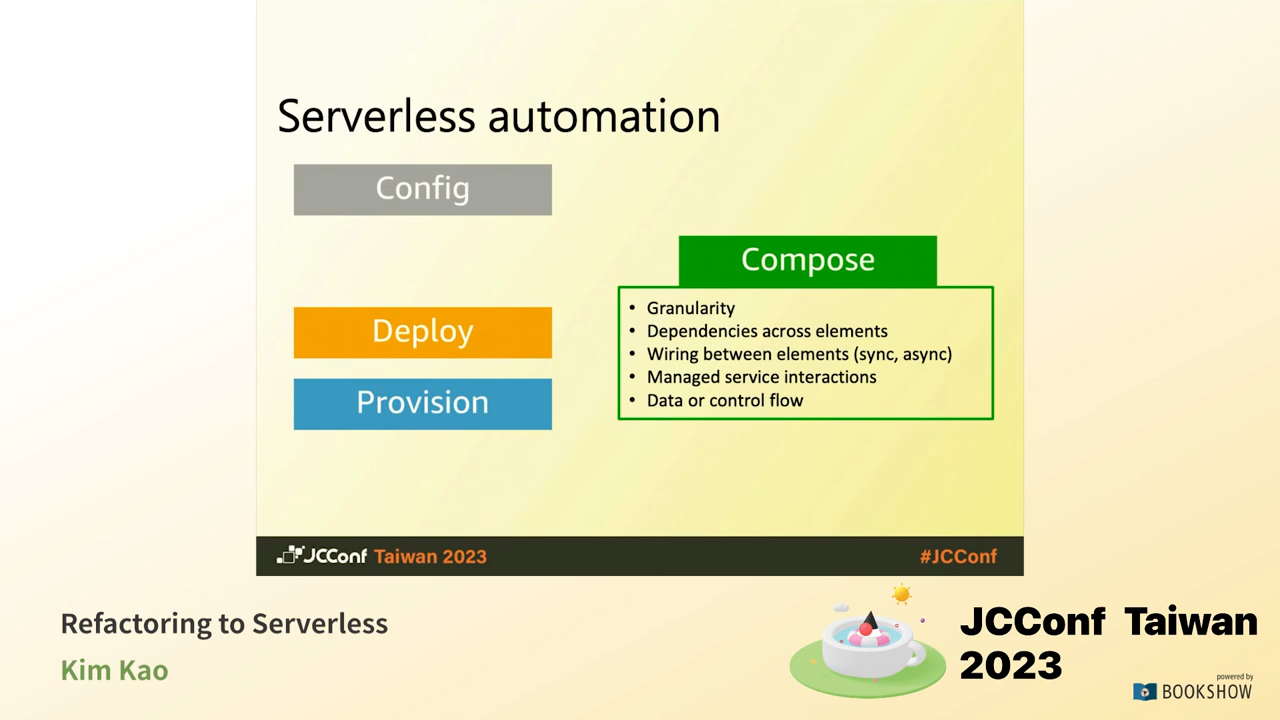 Serverless automation
Config
Deploy
Provision
Compose
• Granularity
• Dependencies across elements
• Wiring between elements (sync, async)
• Managed service interactions
• Data or control flow
JCConf Taiwan 2023
#JCConf
Refactoring to Serverless
Kim Kao
JCConf Taiwan
2023
powered by
BOOKSHOW